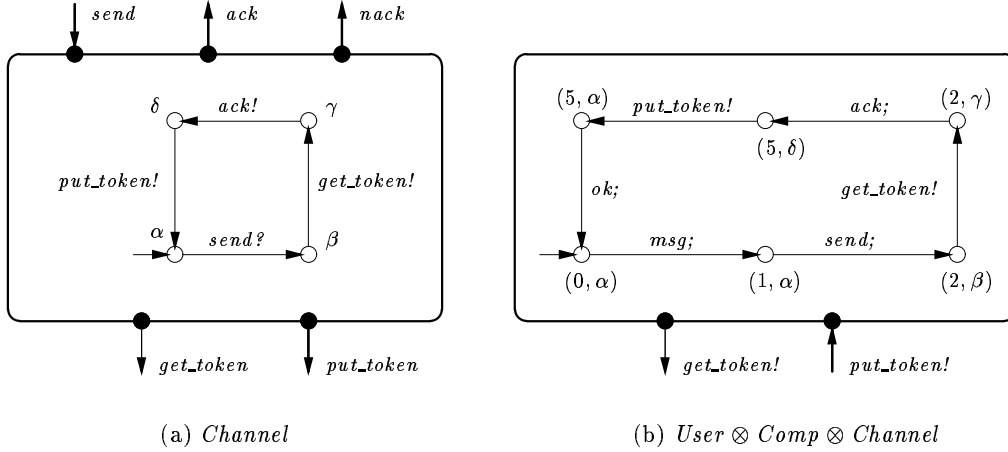 send ack nack
δ ack! γ
put_token! get_token!
α send? β
get_token put_token
(a) Channel
(5, α) put_token! ack; (2, γ)
(5, δ)
ok; get_token!
msg; send;
(0, α) (1, α) (2, β)
get_token! put_token!
(b) User ⊗ Comp ⊗ Channel